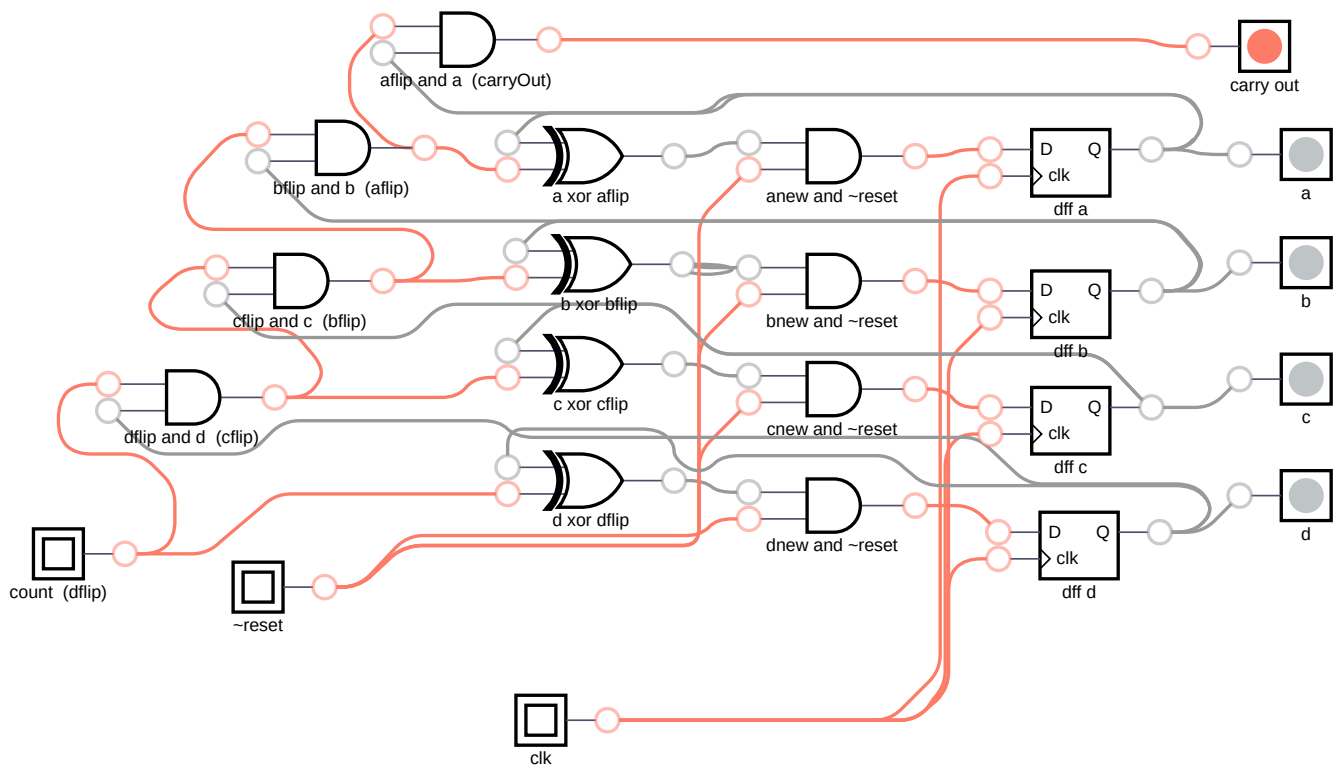 aflip and a (carryOut)
carry out
bflip and b (aflip)
a xor aflip
anew and ~reset
D Q
clk
dff a
a
cflip and c (bflip)
b xor bflip
bnew and ~reset
D Q
clk
dff b
b
dflip and d (cflip)
c xor cflip
cnew and ~reset
D Q
clk
dff c
c
d xor dflip
dnew and ~reset
D Q
clk
dff d
d
count (dflip)
~reset
clk